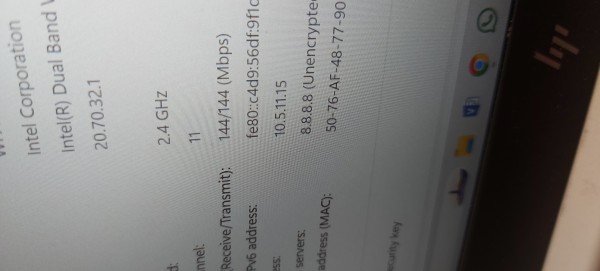 Intel Corporation
Intel(R) Dual Band
20.70.32.1
2.4 GHz
11
(Receive/Transmit): 144/144 (Mbps)
address: fe80::c4d9:56df:9f1c
10.5.11.15
servers: 8.8.8.8 (Unencrypted
address (MAC): 50-76-AF-48-77-90
key
hp